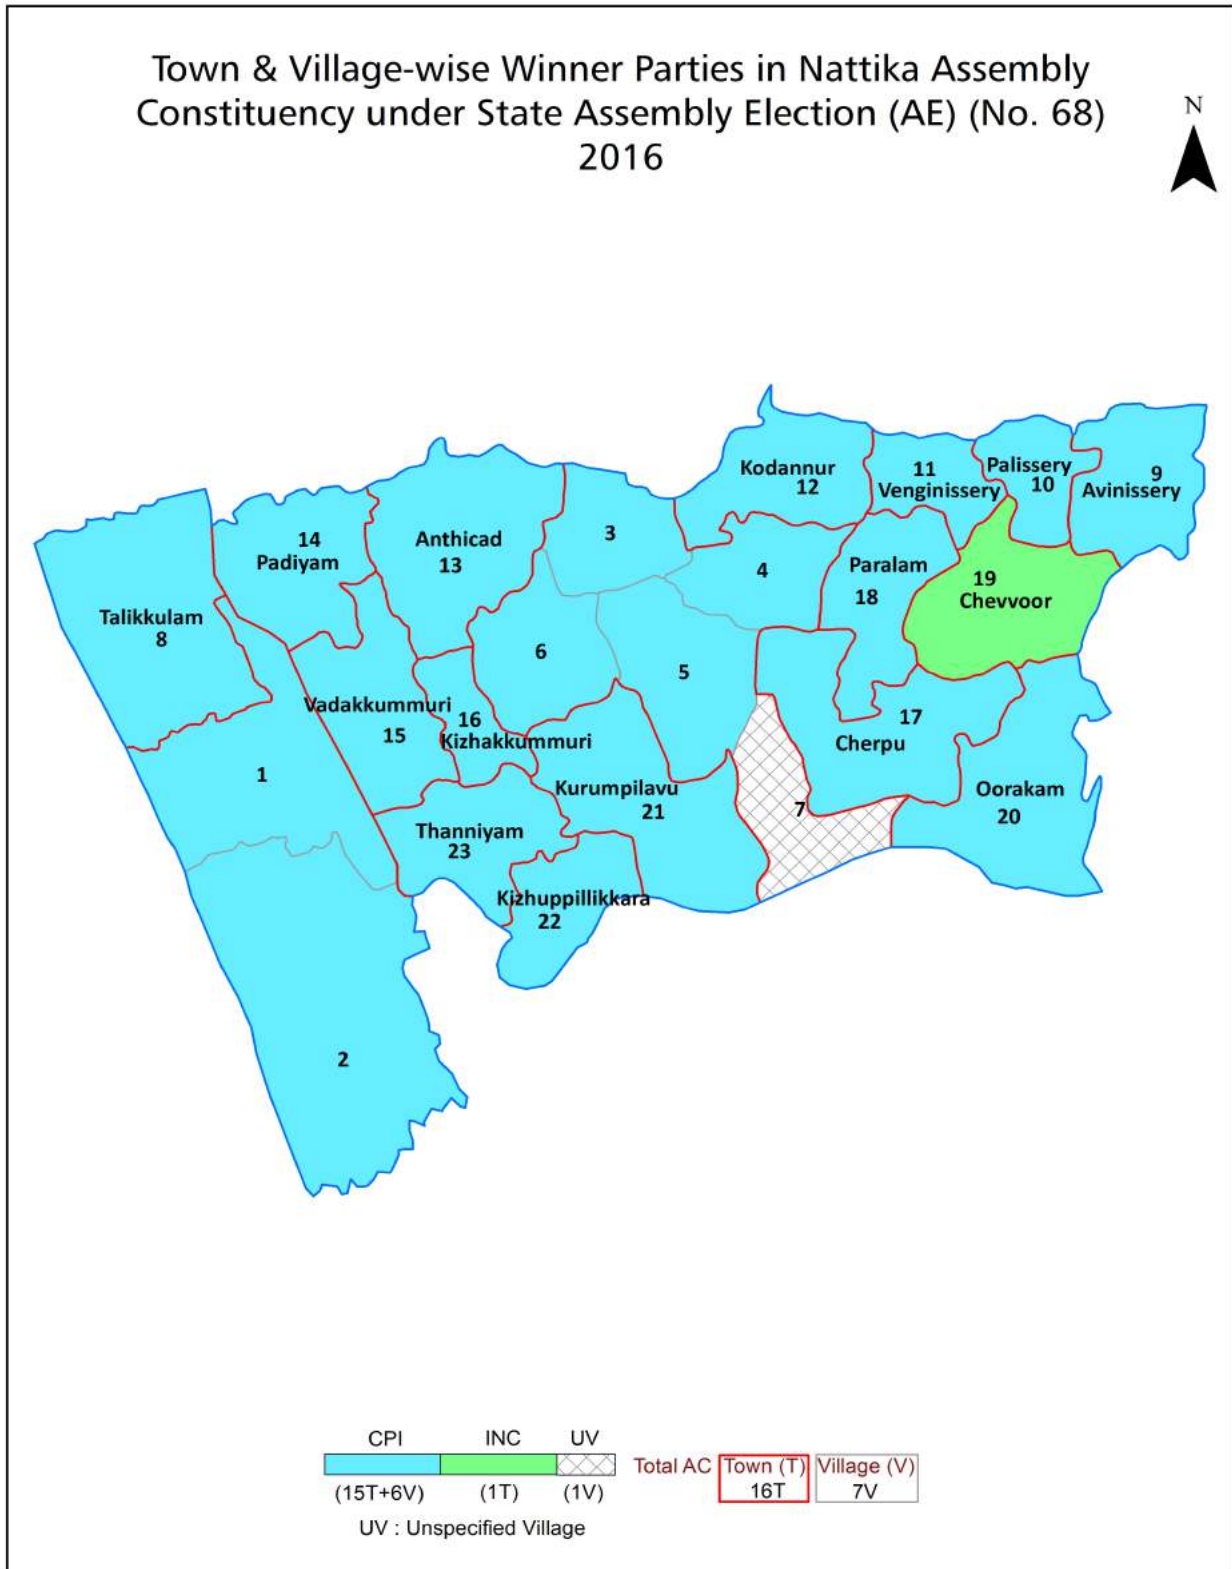 Town & Village-wise Winner Parties in Nattika Assembly
Constituency under State Assembly Election (AE) (No. 68)
2016
N
Kodannur
12
11
Venginissery
Palissery
10
9
Avinissery
3
14
Padiyam
Anthicad
13
4
Paralam
18
19
Chevvoor
Talikkulam
8
6
5
Vadakkummuri
15
16
Kizhakkummuri
17
Cherpu
1
Kurumpilavu
21
7
Oorakam
20
Thanniyam
23
Kizhuppillikkara
22
2
CPI INC UV
Total AC Town (T) Village (V)
16T 7V
(15T+6V) (1T) (1V)
UV : Unspecified Village